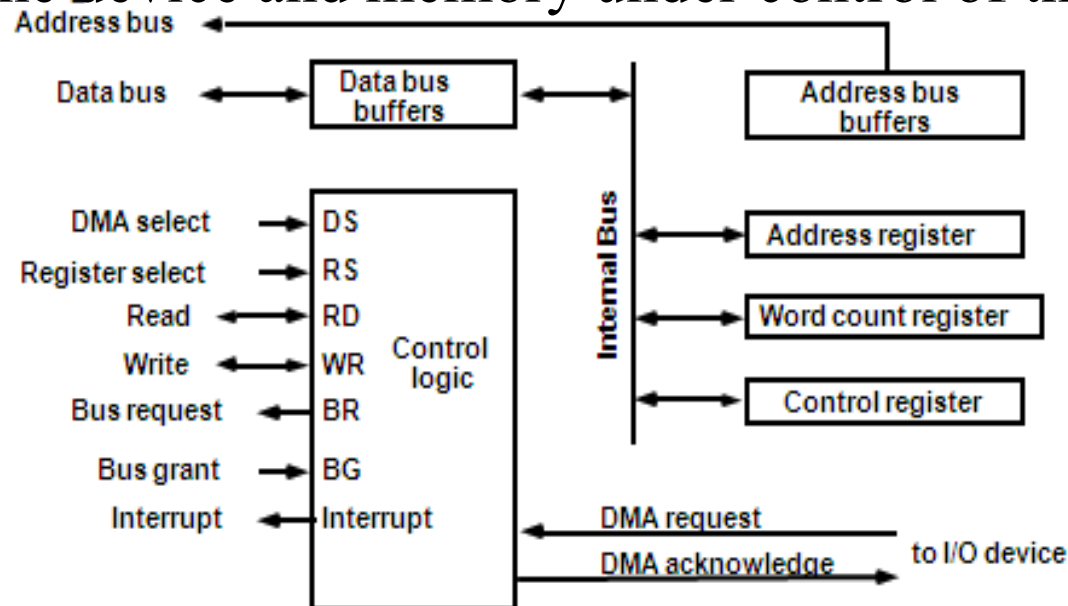 Address bus
Data bus
Data bus
buffers
Address bus
buffers
DMA select
DS
Register select
RS
Read
RD
Write
WR
Control
logic
Bus request
BR
Bus grant
BG
Interrupt
Interrupt
Internal Bus
Address register
Word count register
Control register
DMA request
DMA acknowledge
to I/O device